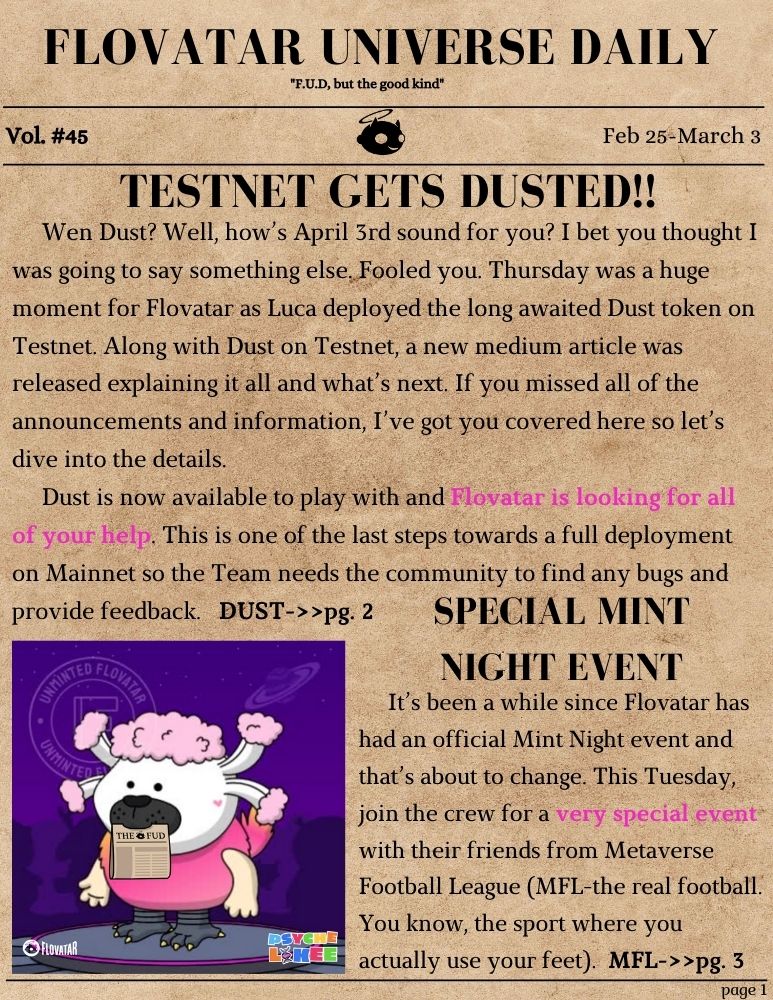 FLOVATAR UNIVERSE DAILY
"F.U.D, but the good kind"
Vol. #45
Feb 25-March 3
TESTNET GETS DUSTED!!
Wen Dust? Well, how's April 3rd sound for you? I bet you thought I
was going to say something else. Fooled you. Thursday was a huge
moment for Flovatar as Luca deployed the long awaited Dust token on
Testnet. Along with Dust on Testnet, a new medium article was
released explaining it all and what's next. If you missed all of the
announcements and information, I've got you covered here so let's
dive into the details.
Dust is now available to play with and Flovatar is looking for all
of your help. This is one of the last steps towards a full deployment
on Mainnet so the Team needs the community to find any bugs and
provide feedback. DUST->>pg. 2
UNMINTED FLOVATAR
UNMINTED FL
THE FUD
FLOVATAR
PSYCHE
LOKÉE
SPECIAL MINT
NIGHT EVENT
It's been a while since Flovatar has
had an official Mint Night event and
that's about to change. This Tuesday,
join the crew for a very special event
with their friends from Metaverse
Football League (MFL-the real football.
You know, the sport where you
actually use your feet). MFL->>pg. 3
page 1